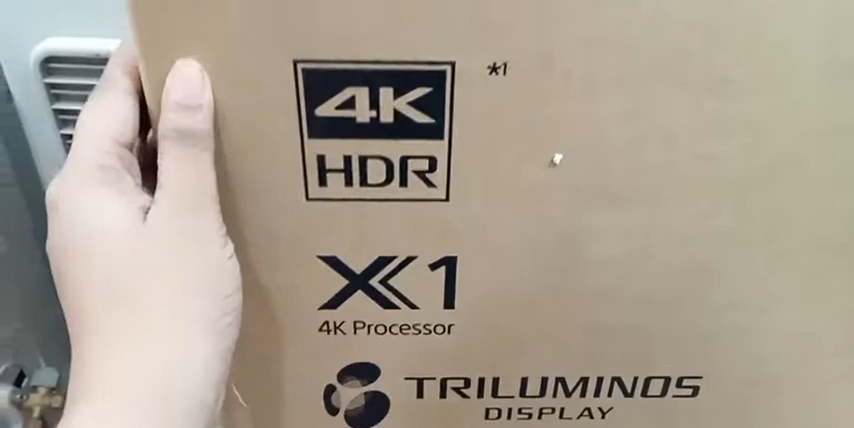 4K
HDR
*1
X1
4K Processor
TRILUMINOS
DISPLAY